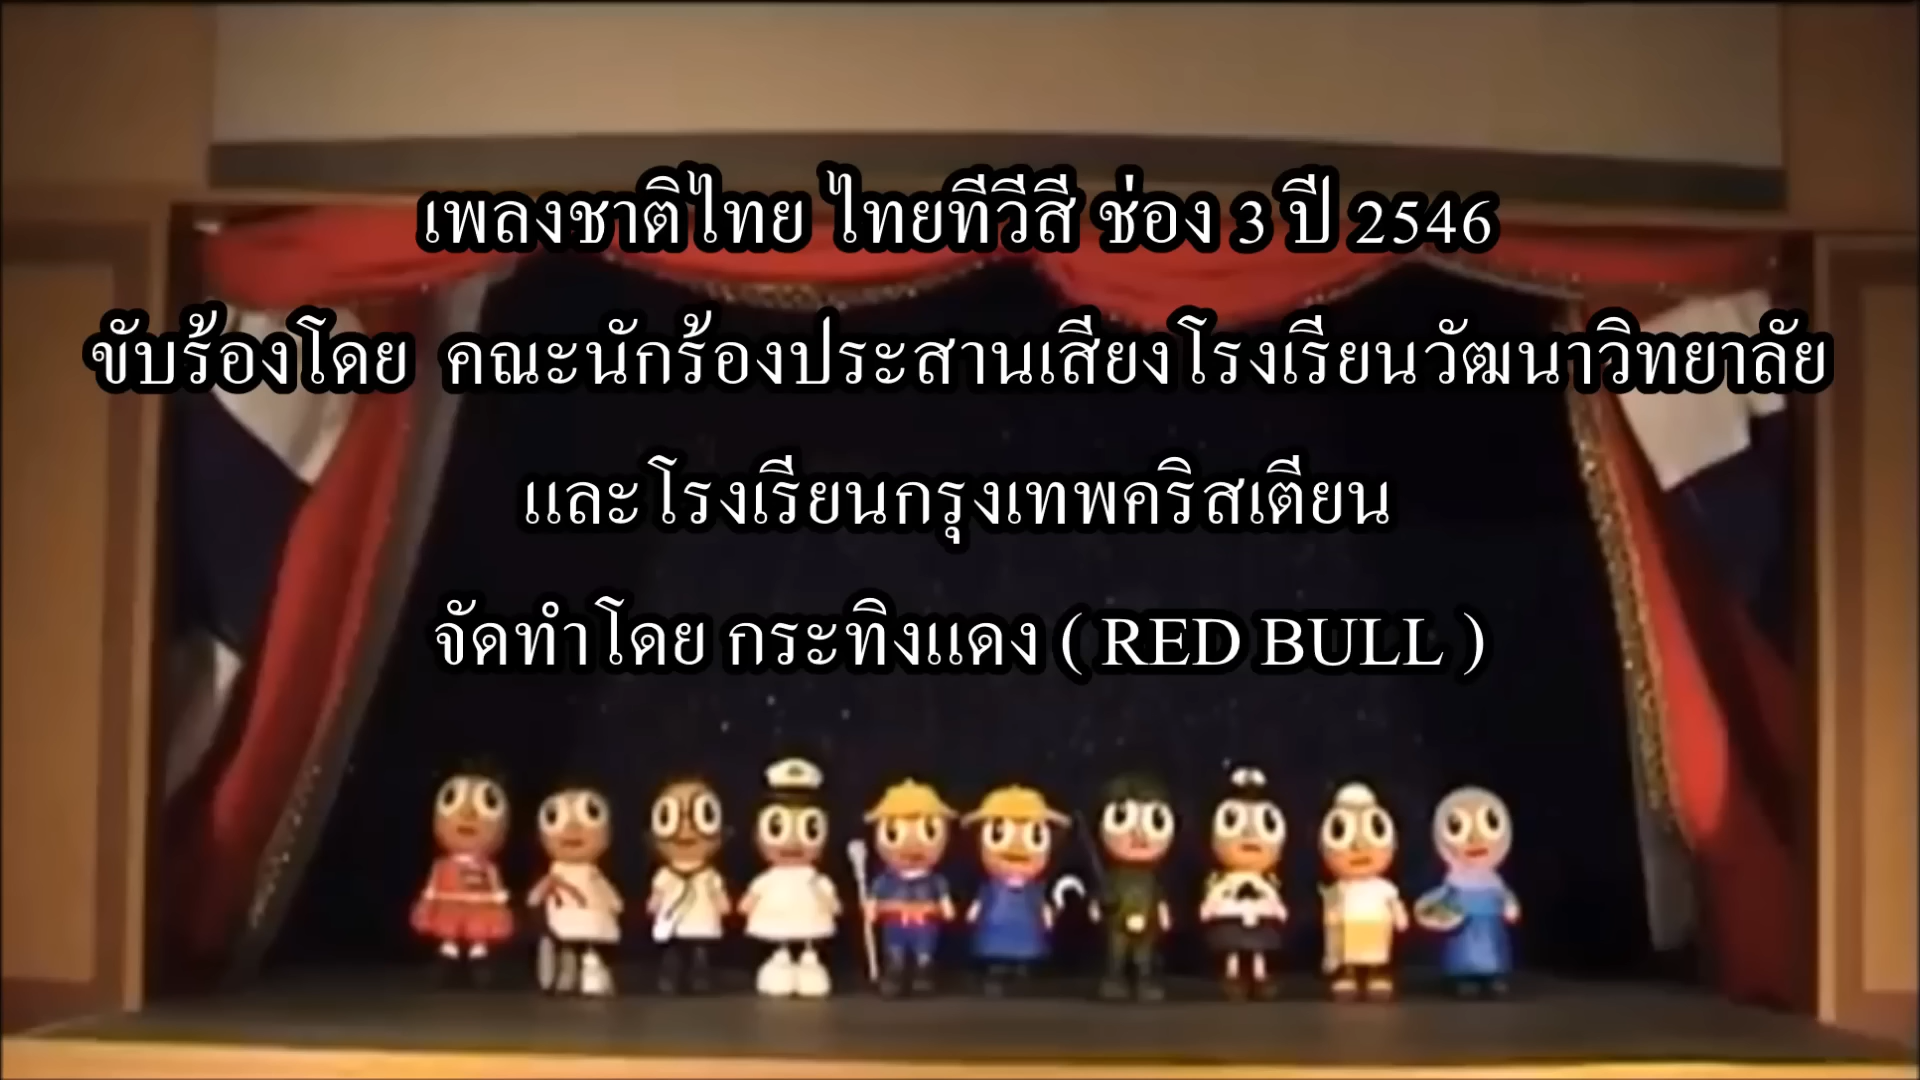 เพลงชาติไทย ไทยทีวีสี ช่อง 3 ปี 2546
ขับร้องโดย คณะนักร้องประสานเสียงโรงเรียนวัฒนาวิทยาลัย
และโรงเรียนกรุงเทพคริสเตียน
จัดทำโดย กระทิงแดง ( RED BULL )